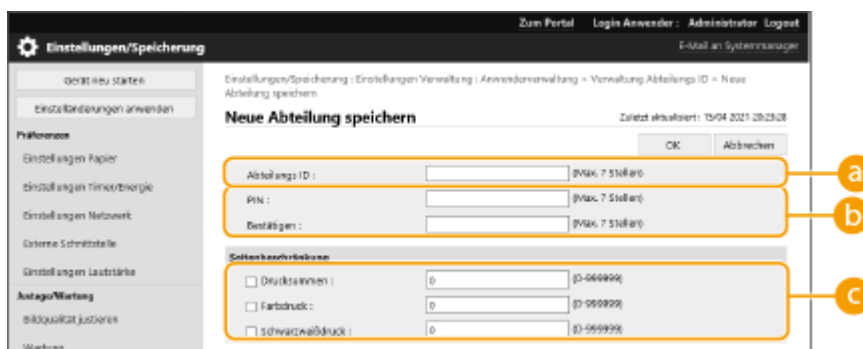 Zum Portal Login Anwender : Administrator Logout
Einstellungen/Speicherung
E-Mail an Systemmanager
Gerät neu starten
Einstelländerungen anwenden
Präferenzen
Einstellungen Papier
Einstellungen Timer/Energie
Einstellungen Netzwerk
Externe Schnittstelle
Einstellungen Lautstärke
Justage/Wartung
Bildqualität justieren
Wartung
Einstellungen/Speicherung : Einstellungen Verwaltung : Anwenderverwaltung > Verwaltung Abteilungs ID > Neue
Abteilung speichern
Neue Abteilung speichern
Zuletzt aktualisiert : 15/04 2021 20:23:28
OK Abbrechen
Abteilungs ID : (Max. 7 Stellen)
a
PIN : (Max. 7 Stellen)
Bestätigen : (Max. 7 Stellen)
b
Seitenbeschränkung
Drucksummen : 0 (0-999999)
Farbdruck : 0 (0-999999)
Schwarzweißdruck : 0 (0-999999)
c